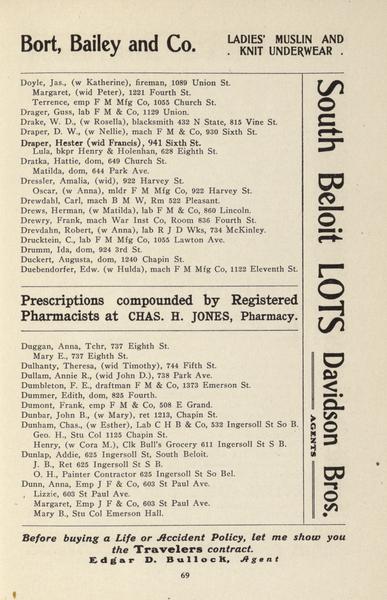 Bort, Bailey and Co.
LADIES' MUSLIN AND
. KNIT UNDERWEAR .
Doyle, Jas., (w Katherine), fireman, 1089 Union St.
Margaret, (wid Peter), 1221 Fourth St.
Terrence, emp F M Mfg Co, 1055 Church St.
Drager, Guss, lab F M & Co, 1129 Union.
Drake, W. D., (w Rosella), blacksmith 432 N State, 815 Vine St.
Draper, D. W., (w Nellie), mach F M & Co, 930 Sixth St.
Draper, Hester (wid Francis), 941 Sixth St.
Lula, bkpr Henry & Holenhan, 628 Eighth St.
Dratka, Hattie, dom, 649 Church St.
Matilda, dom, 644 Park Ave.
Dressler, Amalia, (wid), 922 Harvey St.
Oscar, (w Anna), mldr F M Mfg Co, 922 Harvey St.
Drewdahl, Carl, mach B M W, Rm 522 Pleasant.
Drews, Herman, (w Matilda), lab F M & Co, 860 Lincoln.
Drewry, Frank, mach War Inst Co, Room 836 Fourth St.
Drevdahn, Robert, (w Anna), lab R J D Wks, 734 McKinley.
Drucktein, C., lab F M Mfg Co, 1055 Lawton Ave.
Drumm, Ida, dom, 924 3rd St.
Duckert, Augusta, dom, 1240 Chapin St.
Duebendorfer, Edw. (w Hulda), mach F M Mfg Co, 1122 Eleventh St.
Prescriptions compounded by Registered
Pharmacists at CHAS. H. JONES, Pharmacy.
Duggan, Anna, Tchr, 737 Eighth St.
Mary E., 737 Eighth St.
Dulhanty, Theresa, (wid Timothy), 744 Fifth St.
Dullam, Annie R., (wid John D.), 738 Park Ave.
Dumbleton, F. E., draftman F M & Co, 1373 Emerson St.
Dummer, Edith, dom, 825 Fourth.
Dumont, Frank, emp F M & Co, 508 E Grand.
Dunbar, John B., (w Mary), ret 1213, Chapin St.
Dunham, Chas., (w Esther), Lab C H B & Co, 532 Ingersoll St So B.
Geo. H., Stu Col 1125 Chapin St.
Henry, (w Cora M.), Clk Bull's Grocery 611 Ingersoll S B.
Dunlap, Addie, 625 Ingersoll St, South Beloit.
J. B., Ret 625 Ingersoll St S B.
O. H., Painter Contractor 625 Ingersoll St So Bel.
Dunn, Anna, Emp J F & Co, 603 St Paul Ave.
Lizzie, 603 St Paul Ave.
Margaret, Emp J F & Co, 603 St Paul Ave.
Mary B., Stu Col Emerson Hall.
South Beloit LOTS Davidson Bros.
AGENTS
Before buying a Life or Accident Policy, let me show you
the Travelers contract.
Edgar D. Bullock, Agent
69